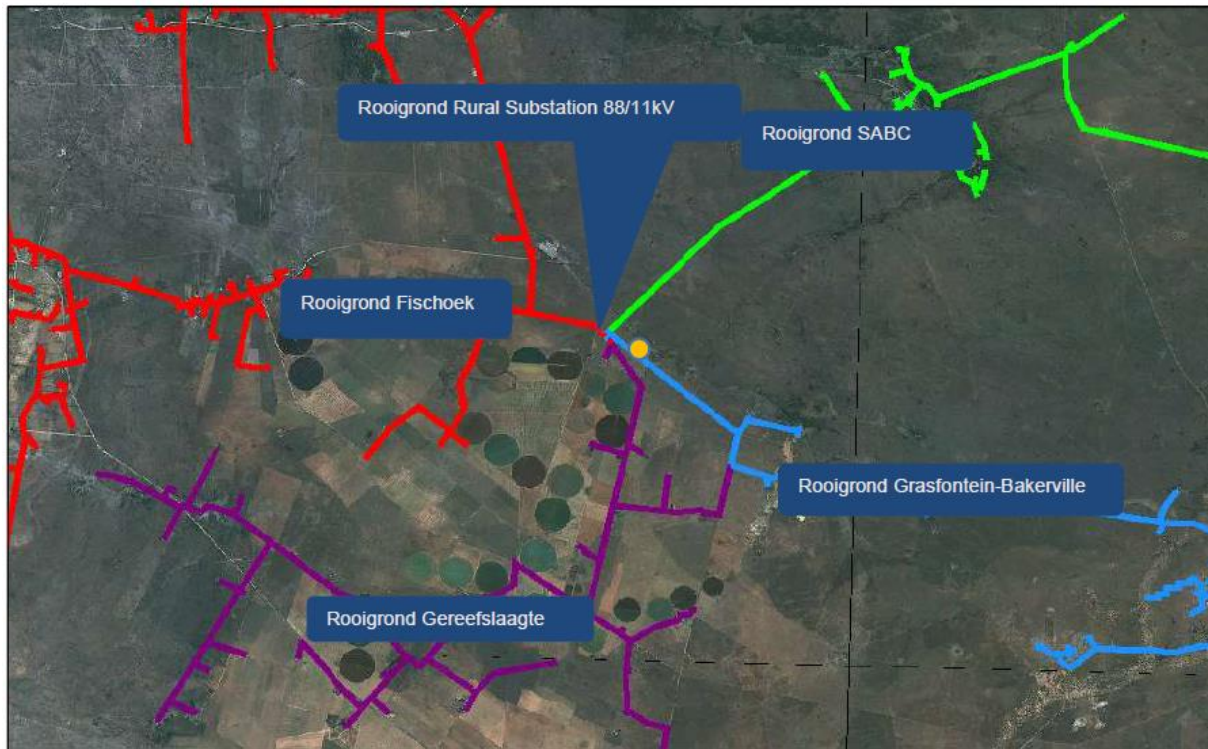 Rooigrond Rural Substation 88/11kV
Rooigrond SABC
Rooigrond Fischoek
Rooigrond Grasfontein-Bakerville
Rooigrond Gereefslaagte